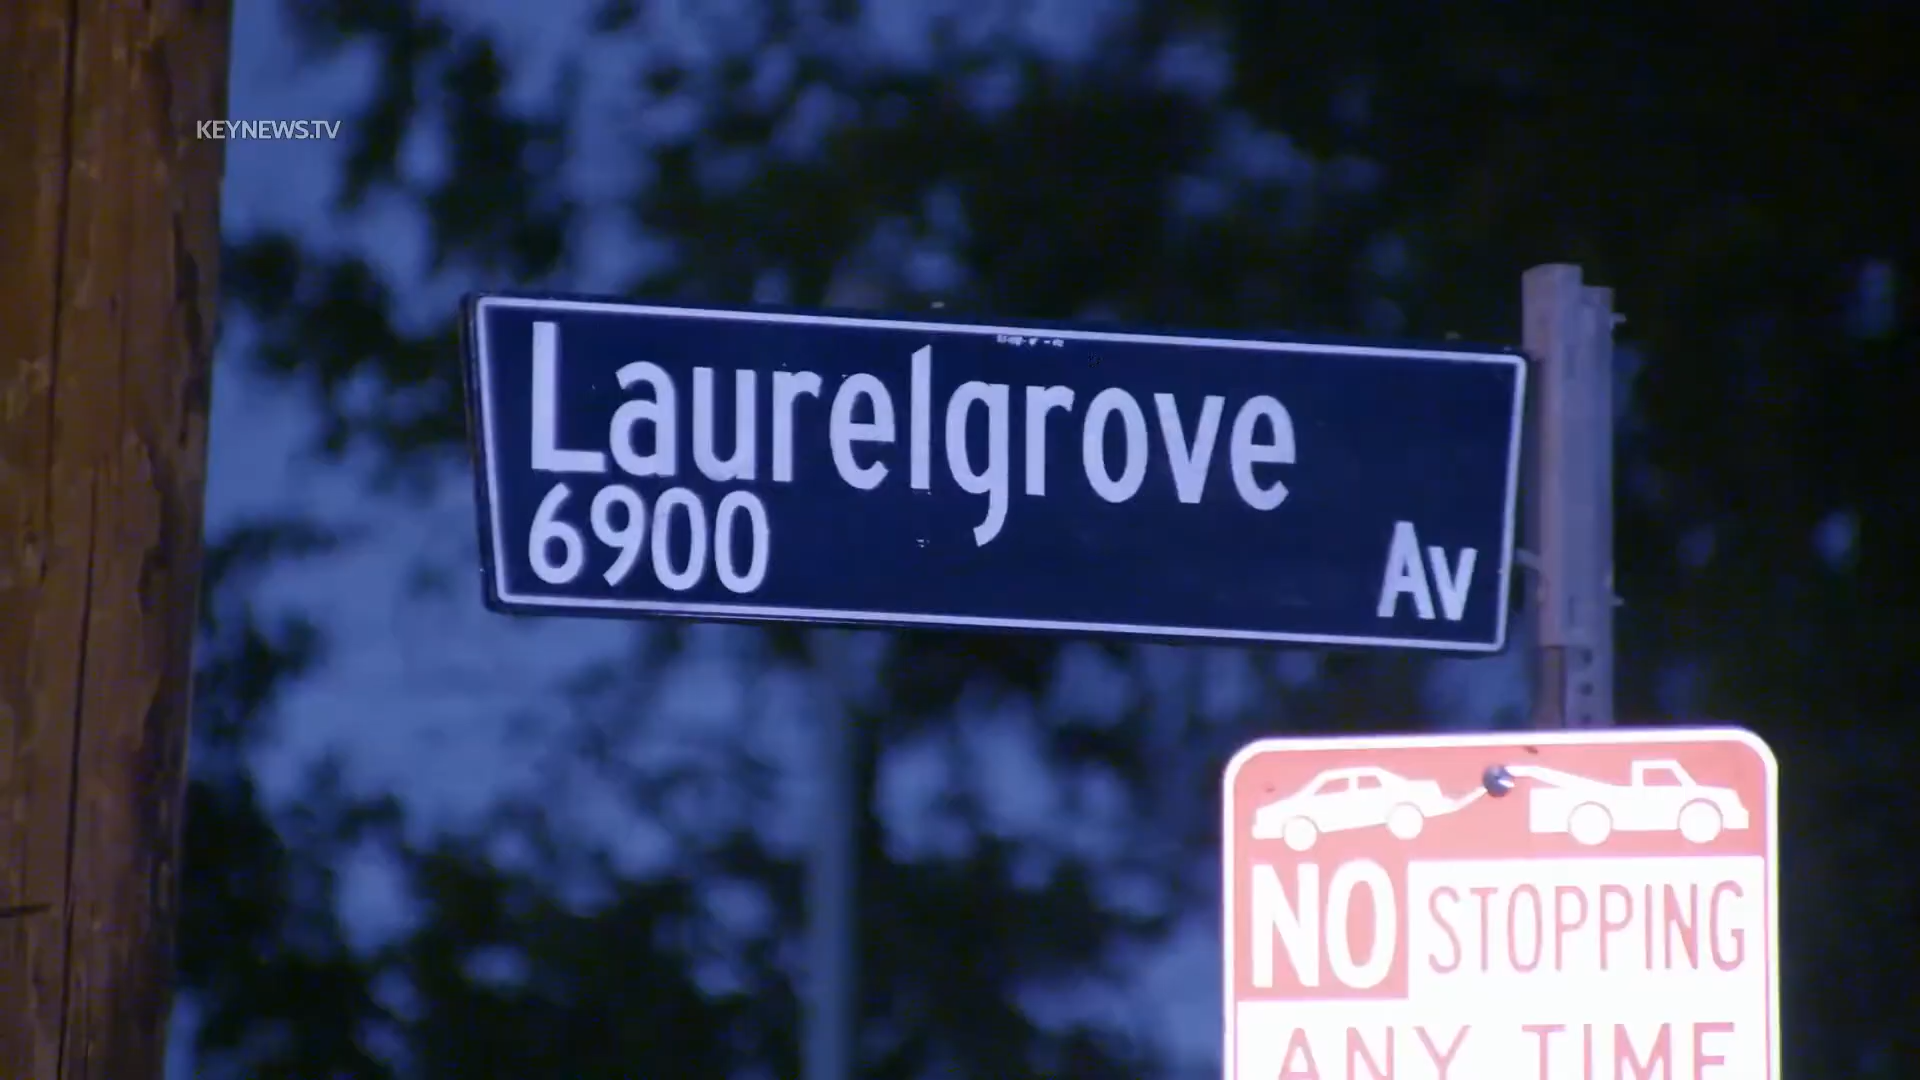 KEYNEWS.TV
Laurelgrove
6900 Av
NO STOPPING
ANY TIME